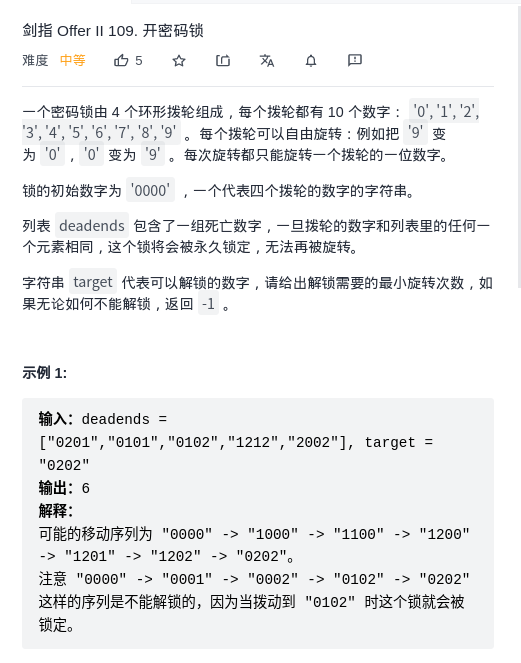 剑指 Offer II 109. 开密码锁
难度 中等 5
一个密码锁由 4 个环形拨轮组成，每个拨轮都有 10 个数字： '0', '1', '2',
'3', '4', '5', '6', '7', '8', '9' 。每个拨轮可以自由旋转：例如把 '9' 变
为 '0' ，'0' 变为 '9' 。每次旋转都只能旋转一个拨轮的一位数字。
锁的初始数字为 '0000' ，一个代表四个拨轮的数字的字符串。
列表 deadends 包含了一组死亡数字，一旦拨轮的数字和列表里的任何一
个元素相同，这个锁将会被永久锁定，无法再被旋转。
字符串 target 代表可以解锁的数字，请给出解锁需要的最小旋转次数，如
果无论如何不能解锁，返回 -1 。
示例 1:
输入：deadends =
["0201","0101","0102","1212","2002"], target =
"0202"
输出：6
解释：
可能的移动序列为 "0000" -> "1000" -> "1100" -> "1200"
-> "1201" -> "1202" -> "0202"。
注意 "0000" -> "0001" -> "0002" -> "0102" -> "0202"
这样的序列是不能解锁的，因为当拨动到 "0102" 时这个锁就会被
锁定。